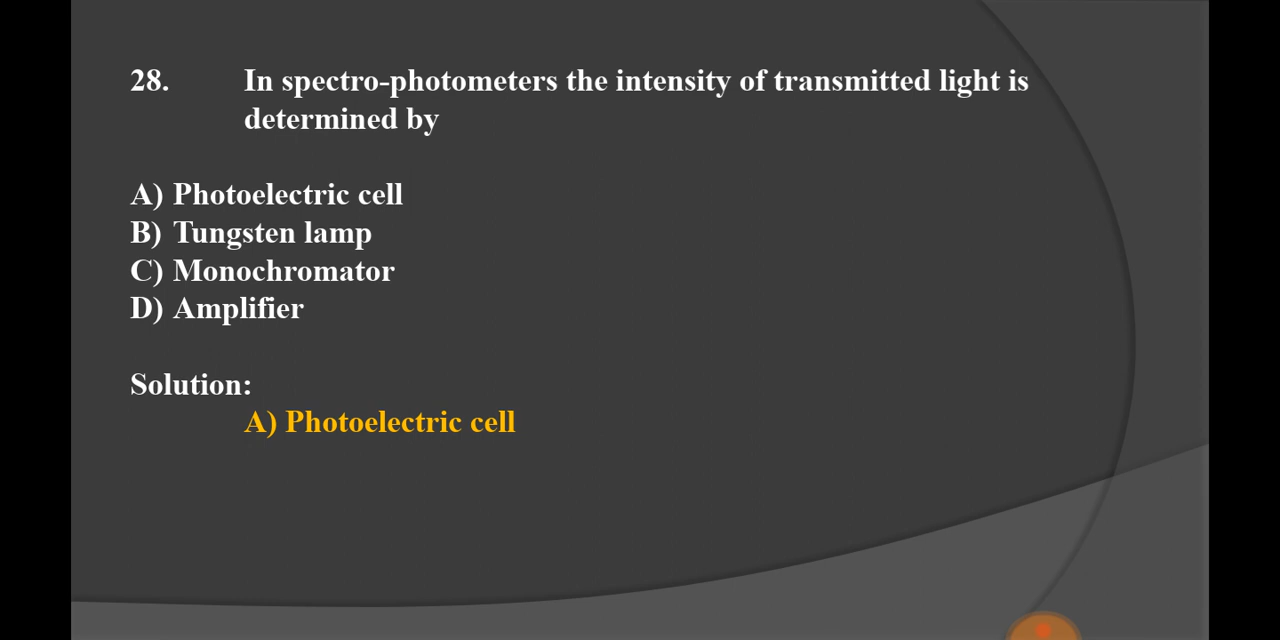 28. In spectro-photometers the intensity of transmitted light is
determined by
A) Photoelectric cell
B) Tungsten lamp
C) Monochromator
D) Amplifier
Solution:
A) Photoelectric cell